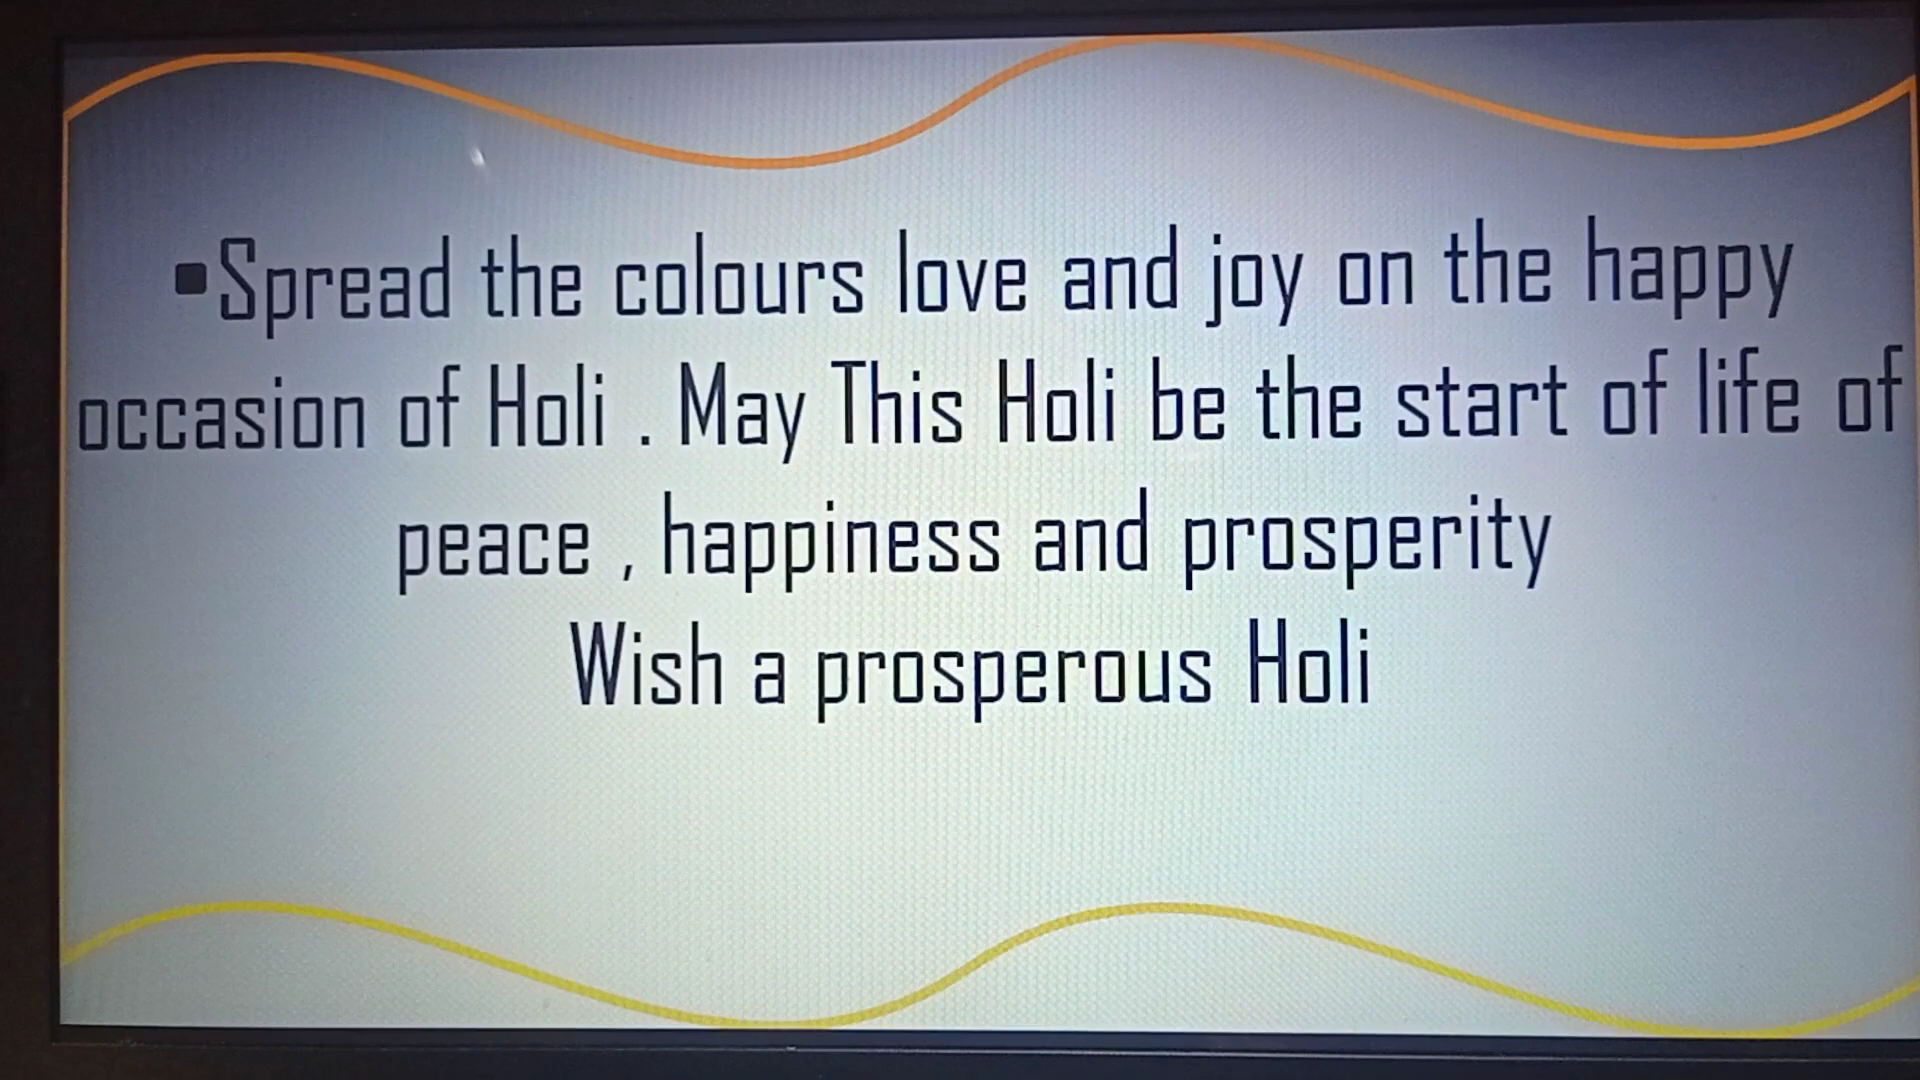 ▪Spread the colours love and joy on the happy
occasion of Holi . May This Holi be the start of life of
peace , happiness and prosperity
Wish a prosperous Holi